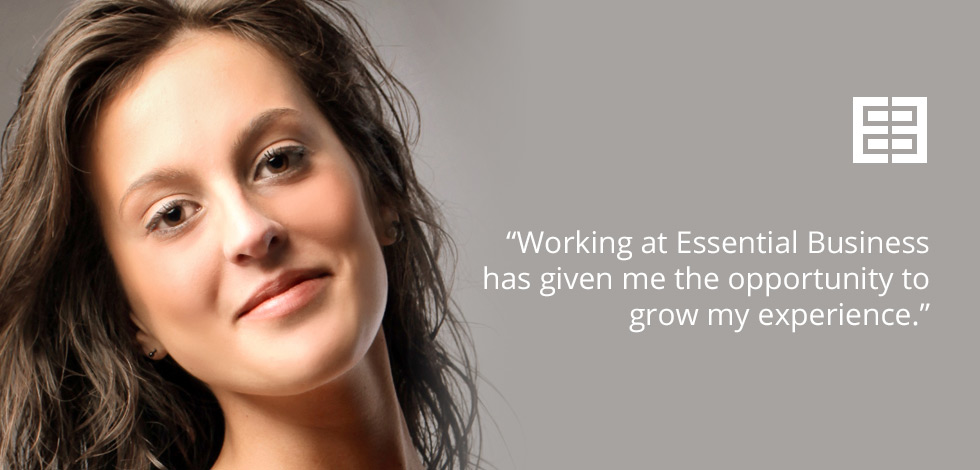 “Working at Essential Business
has given me the opportunity to
grow my experience.”